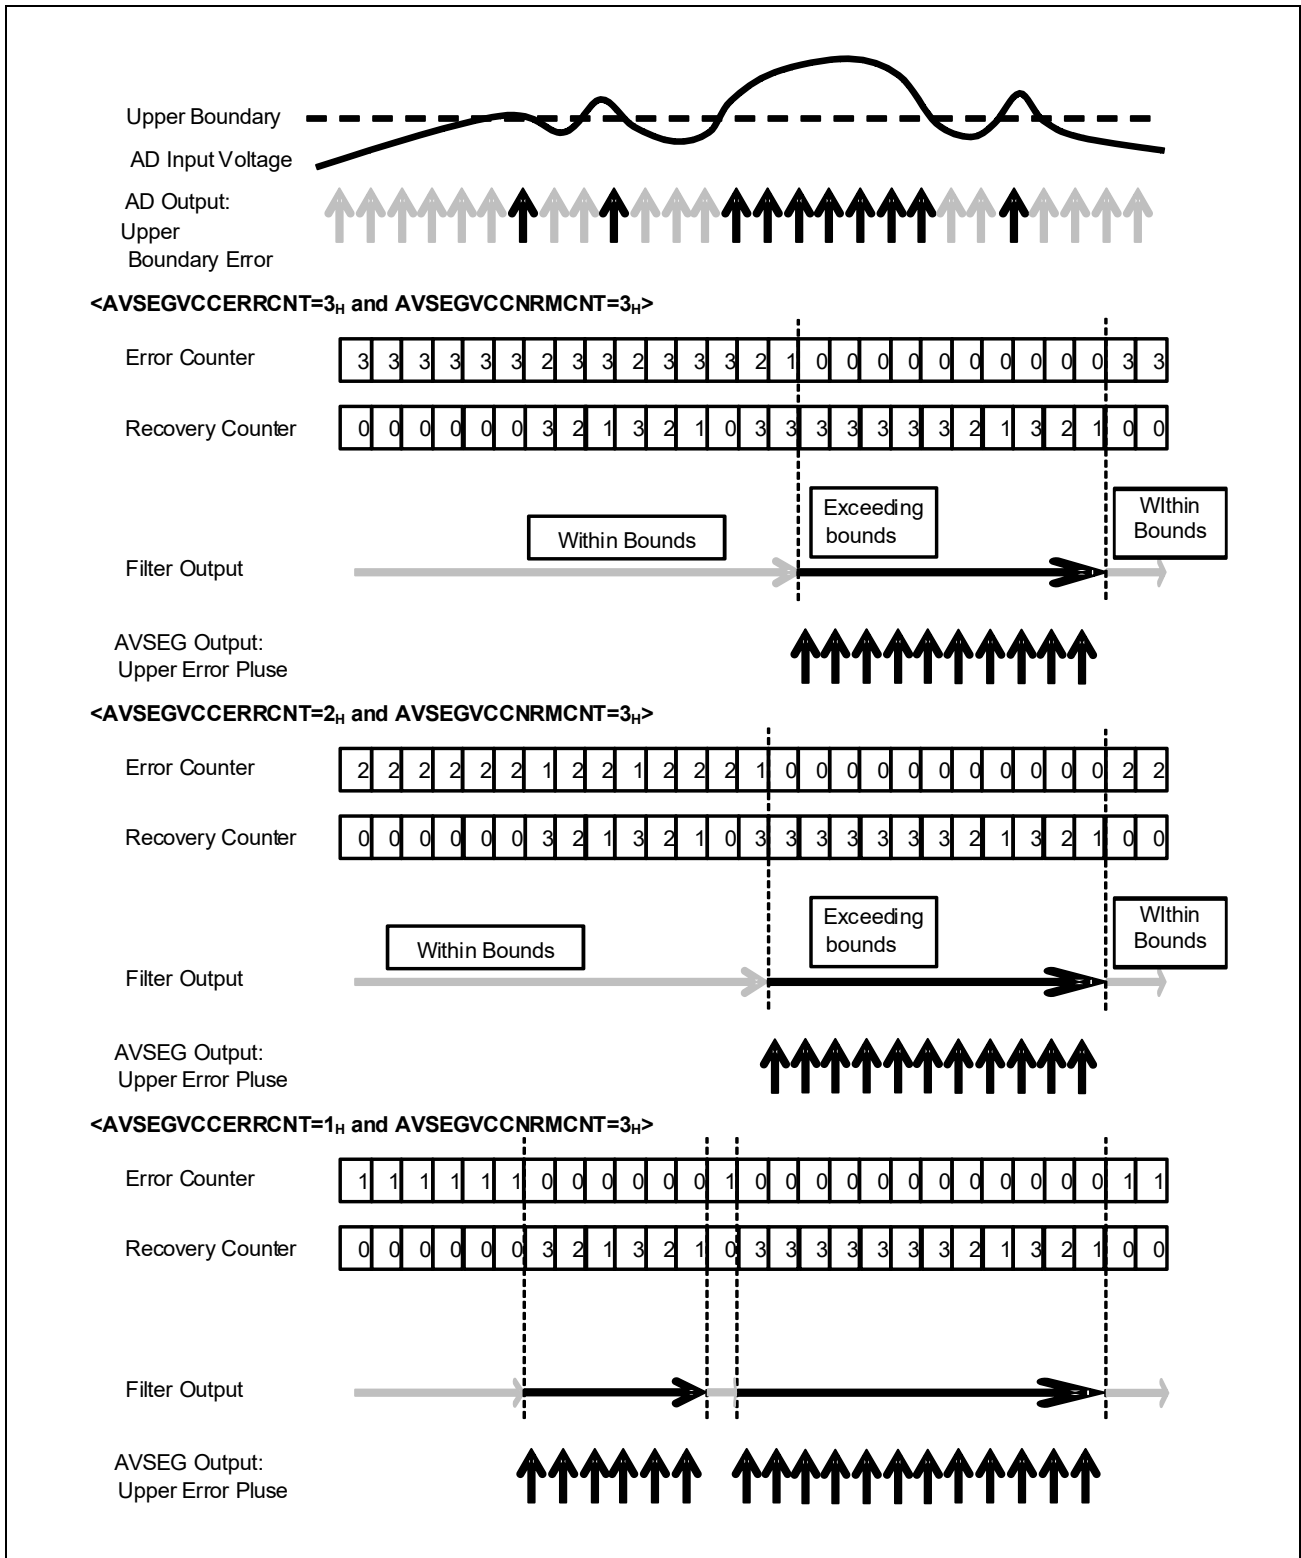 Upper Boundary
AD Input Voltage
AD Output:
Upper
Boundary Error
<AVSEGVCCERRCNT=3H and AVSEGVCCNRMCNT=3H>
Error Counter 3 3 3 3 3 3 2 3 3 2 3 3 3 2 1 0 0 0 0 0 0 0 0 0 0 3 3
Recovery Counter 0 0 0 0 0 0 3 2 1 3 2 1 0 3 3 3 3 3 3 3 2 1 3 2 1 0 0
Within Bounds
Exceeding
bounds
WIthin
Bounds
Filter Output
AVSEG Output:
Upper Error Pluse
<AVSEGVCCERRCNT=2H and AVSEGVCCNRMCNT=3H>
Error Counter 2 2 2 2 2 2 1 2 2 1 2 2 2 1 0 0 0 0 0 0 0 0 0 0 0 2 2
Recovery Counter 0 0 0 0 0 0 3 2 1 3 2 1 0 3 3 3 3 3 3 3 2 1 3 2 1 0 0
Within Bounds
Exceeding
bounds
WIthin
Bounds
Filter Output
AVSEG Output:
Upper Error Pluse
<AVSEGVCCERRCNT=1H and AVSEGVCCNRMCNT=3H>
Error Counter 1 1 1 1 1 1 0 0 0 0 0 0 1 0 0 0 0 0 0 0 0 0 0 0 0 1 1
Recovery Counter 0 0 0 0 0 0 3 2 1 3 2 1 0 3 3 3 3 3 3 3 2 1 3 2 1 0 0
Filter Output
AVSEG Output:
Upper Error Pluse